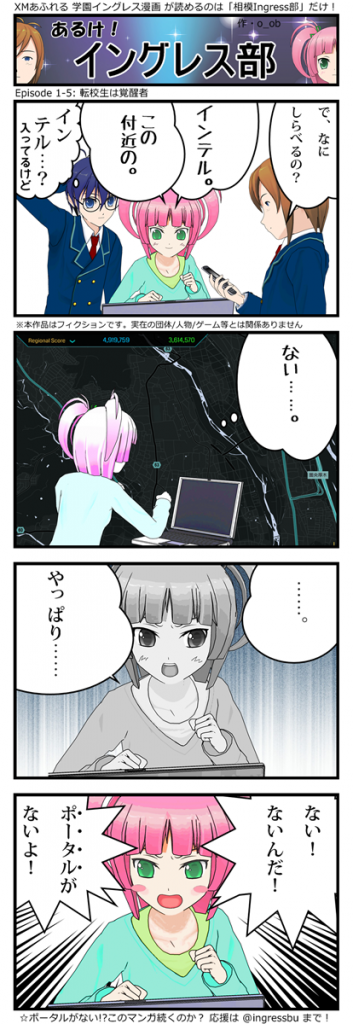 XMあふれる 学園イングレス漫画 が読めるのは「相模Ingress部」だけ！
あるけ！
作・o_ob
イングレス部
Episode 1-5: 転校生は覚醒者
で、なに
しらべるの？
インテル。
この
付近の。
イン
テル…？
入ってるけど
※本作品はフィクションです。実在の団体/人物/ゲーム等とは関係ありません
Regional Score
4,919,759
3,614,570
ない……。
……。
やっぱり……
ない！
ないんだ！
ポータルが
ないよ！
☆ポータルがない!?このマンガ続くのか？ 応援は @ingressbu まで！